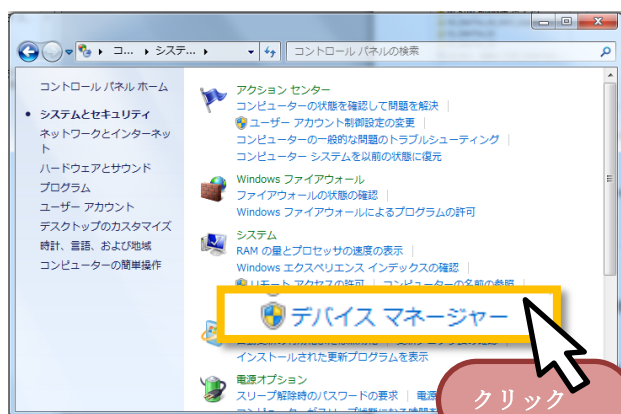 コ... ▸ システ... ▸
コントロール パネルの検索
コントロール パネル ホーム
• システムとセキュリティ
ネットワークとインターネッ
ト
ハードウェアとサウンド
プログラム
ユーザー アカウント
デスクトップのカスタマイズ
時計、言語、および地域
コンピューターの簡単操作
アクション センター
コンピューターの状態を確認して問題を解決
ユーザー アカウント制御設定の変更
コンピューターの一般的な問題のトラブルシューティング
コンピューター システムを以前の状態に復元
Windows ファイアウォール
ファイアウォールの状態の確認
Windows ファイアウォールによるプログラムの許可
システム
RAM の量とプロセッサの速度の表示
Windows エクスペリエンス インデックスの確認
リモート アクセスの許可 コンピューターの名前の参照
デバイス マネージャー
インストールされた更新プログラムを表示
電源オプション
スリープ解除時のパスワードの要求 電源
クリック